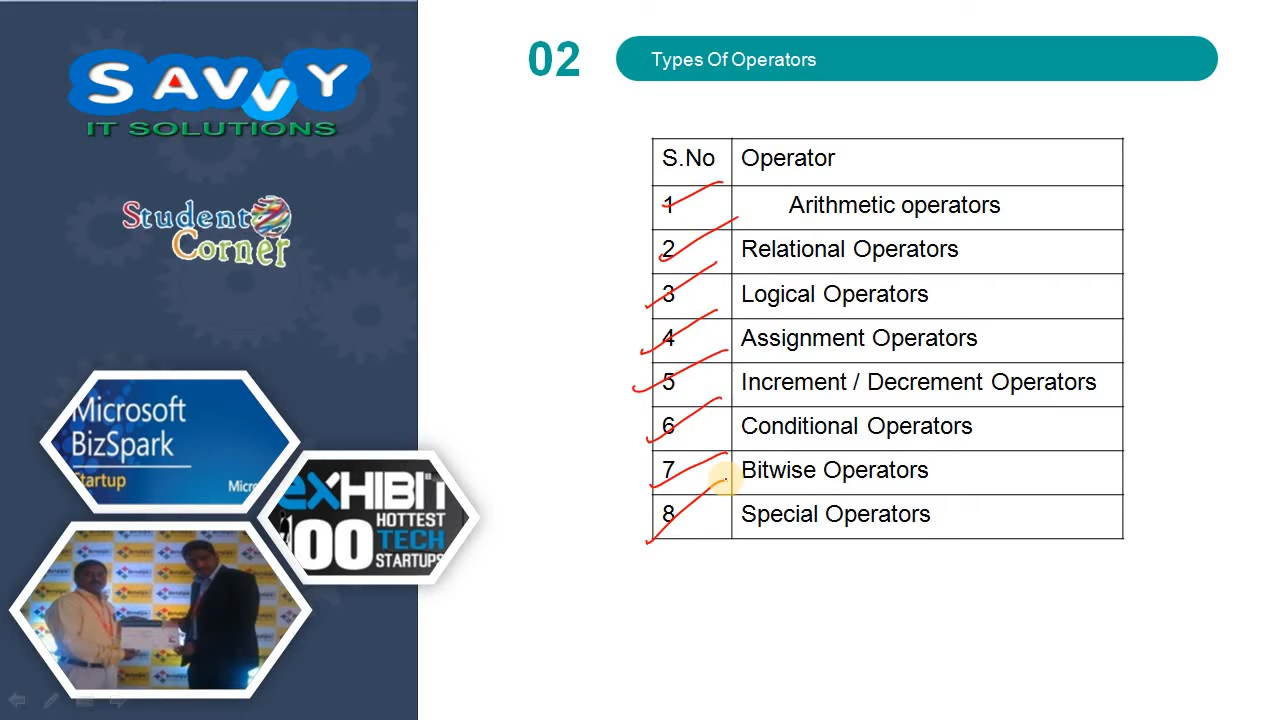 SAVVY
IT SOLUTIONS
Student
Corner
Microsoft
BizSpark
Startup
Micr
EXHIBIT
100
HOTTEST
TECH
STARTUPS
02
Types Of Operators
S.No Operator
1 Arithmetic operators
2 Relational Operators
3 Logical Operators
4 Assignment Operators
5 Increment / Decrement Operators
6 Conditional Operators
7 Bitwise Operators
8 Special Operators